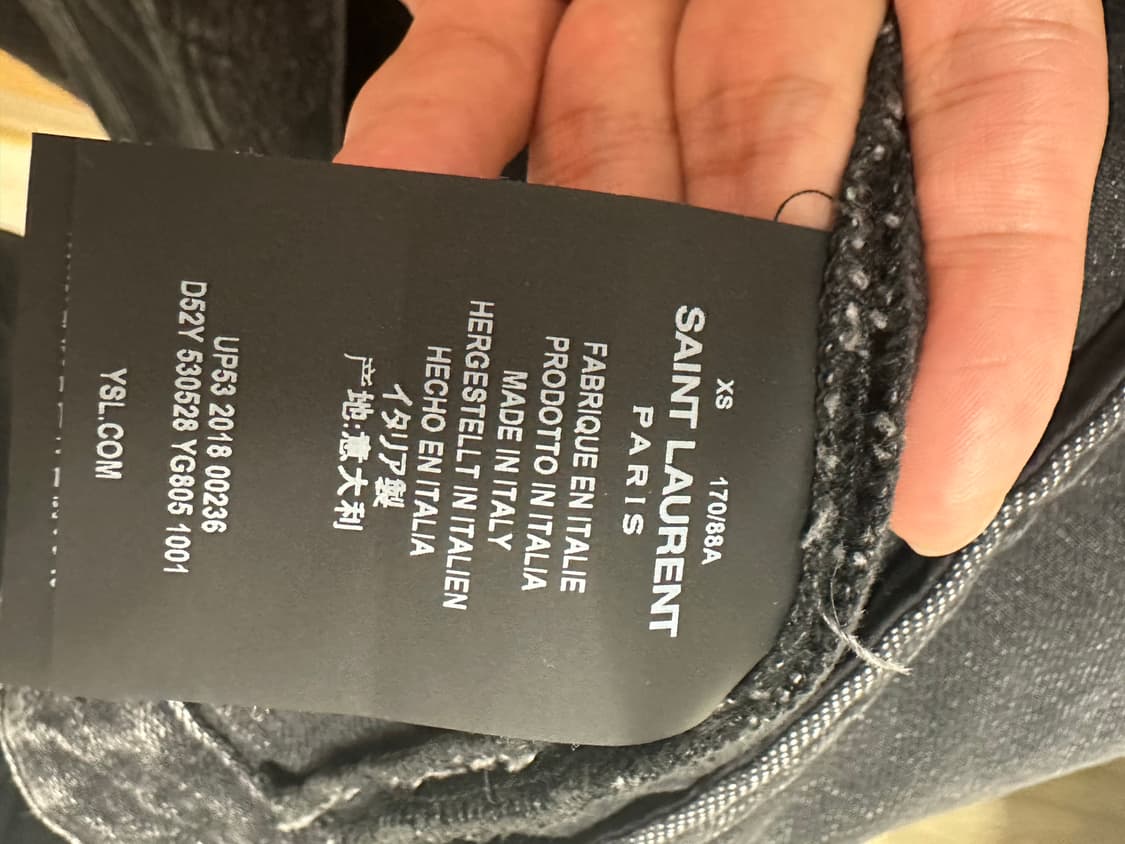 XS 170/88A
SAINT LAURENT
PARIS
FABRIQUE EN ITALIE
PRODOTTO IN ITALIA
MADE IN ITALY
HERGESTELLT IN ITALIEN
HECHO EN ITALIA
イタリア製
产地:意大利
UP53 2018 00236
D52Y 530528 YG805 1001
YSL.COM